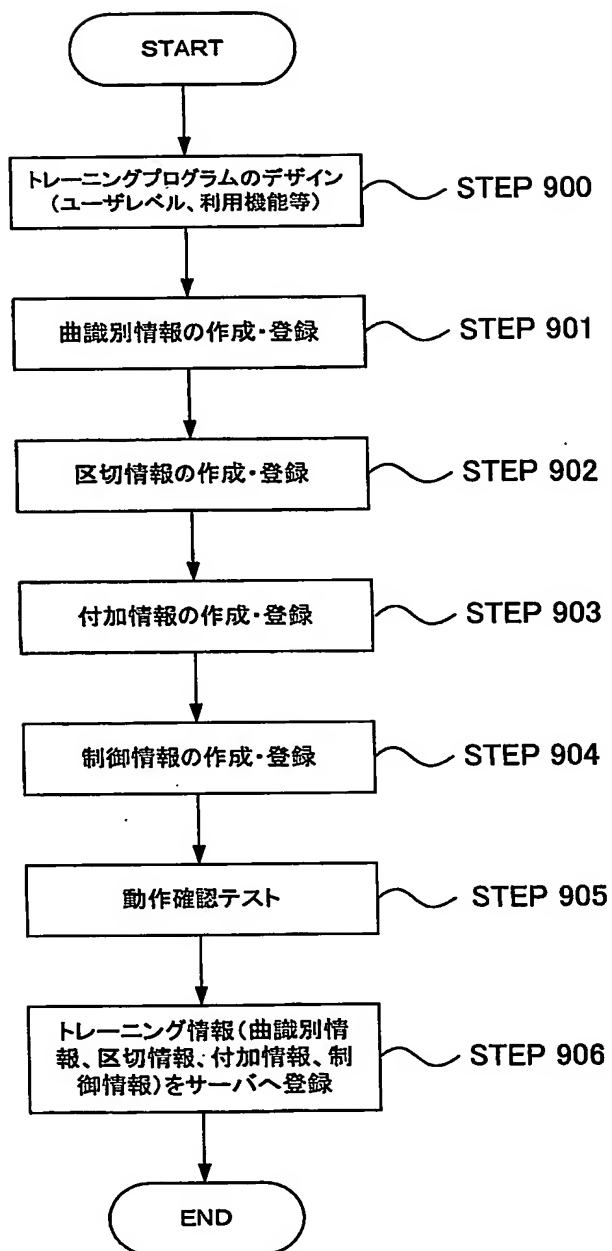 START
トレーニングプログラムのデザイン
(ユーザレベル、利用機能等)
STEP 900
曲識別情報の作成・登録
STEP 901
区切情報の作成・登録
STEP 902
付加情報の作成・登録
STEP 903
制御情報の作成・登録
STEP 904
動作確認テスト
STEP 905
トレーニング情報(曲識別情
報、区切情報、付加情報、制
御情報)をサーバへ登録
STEP 906
END